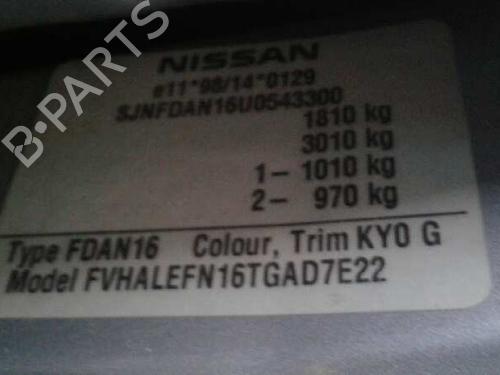 NISSAN
e11*98/14*0129
SJNFDAN16U0543300
1810 kg
3010 kg
1- 1010 kg
2- 970 kg
Type FDAN16 Colour, Trim KY0 G
Model FVHALEFN16TGAD7E22
B-PARTS